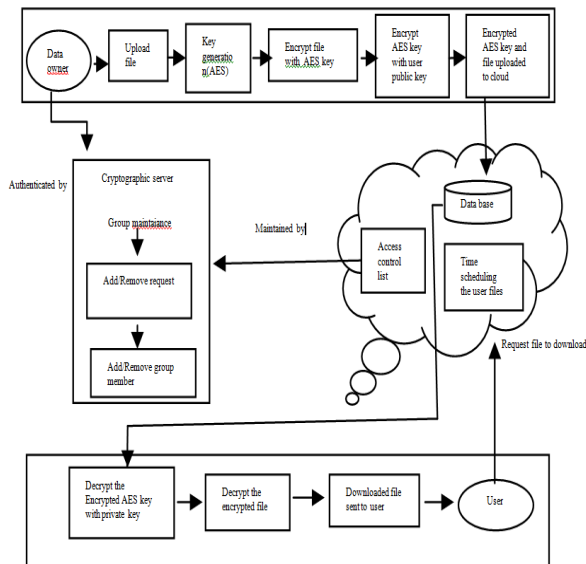 Data
owner
Upload
file
Key
generatio
n(AES)
Encrypt file
with AES key
Encrypt
AES key
with user
public key
Encrypted
AES key and
file uploaded
to cloud
Authenticated by
Cryptographic server
Group maintaiance
Add/Remove request
Add/Remove group
member
Maintained by
Data base
Access
control
list
Time
scheduling
the user files
Request file to download
Decrypt the
Encrypted AES key
with private key
Decrypt the
encrypted file
Downloaded file
sent to user
User